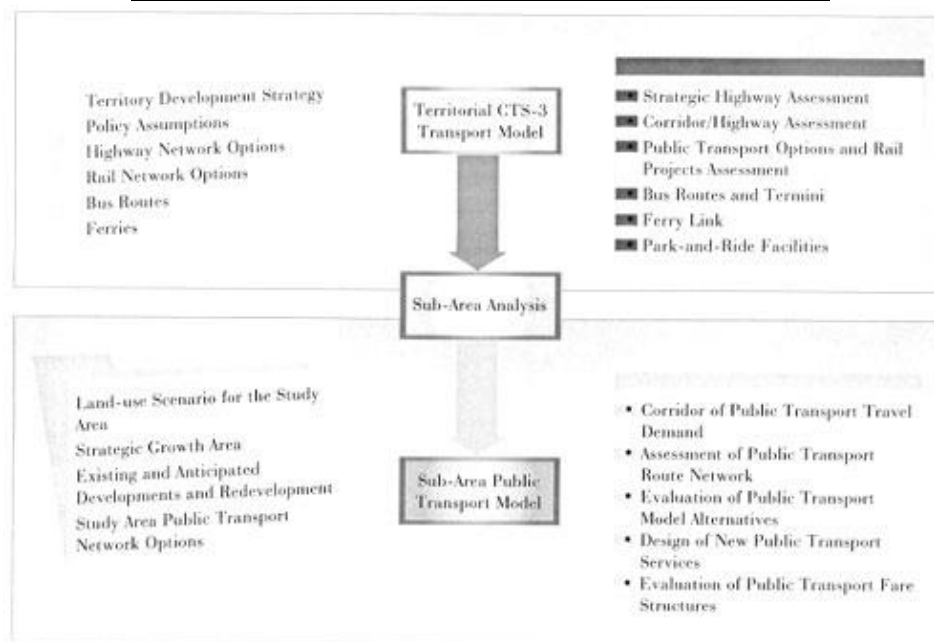 Territory Development Strategy
Policy Assumptions
Highway Network Options
Rail Network Options
Bus Routes
Ferries
Territorial CTS-3
Transport Model
• Strategic Highway Assessment
• Corridor/Highway Assessment
• Public Transport Options and Rail
Projects Assessment
• Bus Routes and Termini
• Ferry Link
• Park-and-Ride Facilities
Sub-Area Analysis
Land-use Scenario for the Study
Area
Strategic Growth Area
Existing and Anticipated
Developments and Redevelopment
Study Area Public Transport
Network Options
Sub-Area Public
Transport Model
• Corridor of Public Transport Travel
Demand
• Assessment of Public Transport
Route Network
• Evaluation of Public Transport
Model Alternatives
• Design of New Public Transport
Services
• Evaluation of Public Transport Fare
Structures